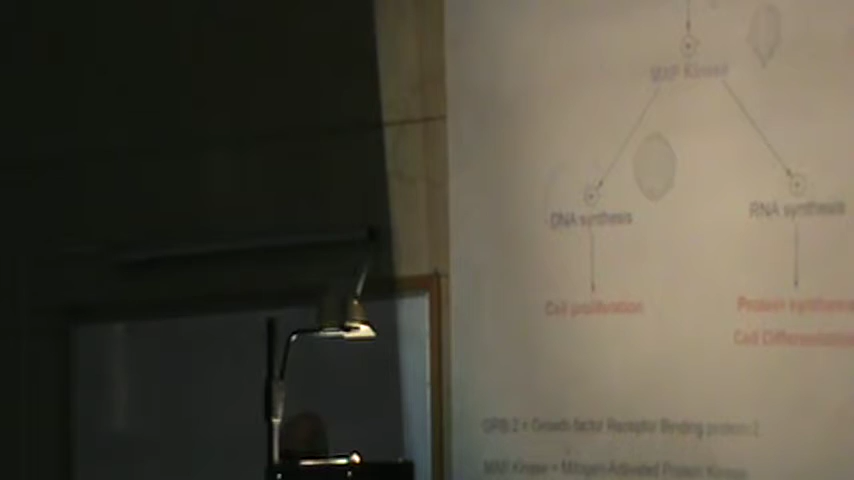 MAP Kinase
DNA synthesis
RNA synthesis
Cell proliferation
Protein synthesis
Cell Differentiation
GRB 2 = Growth factor Receptor Binding protein 2
MAP Kinase = Mitogen-Activated Protein Kinase